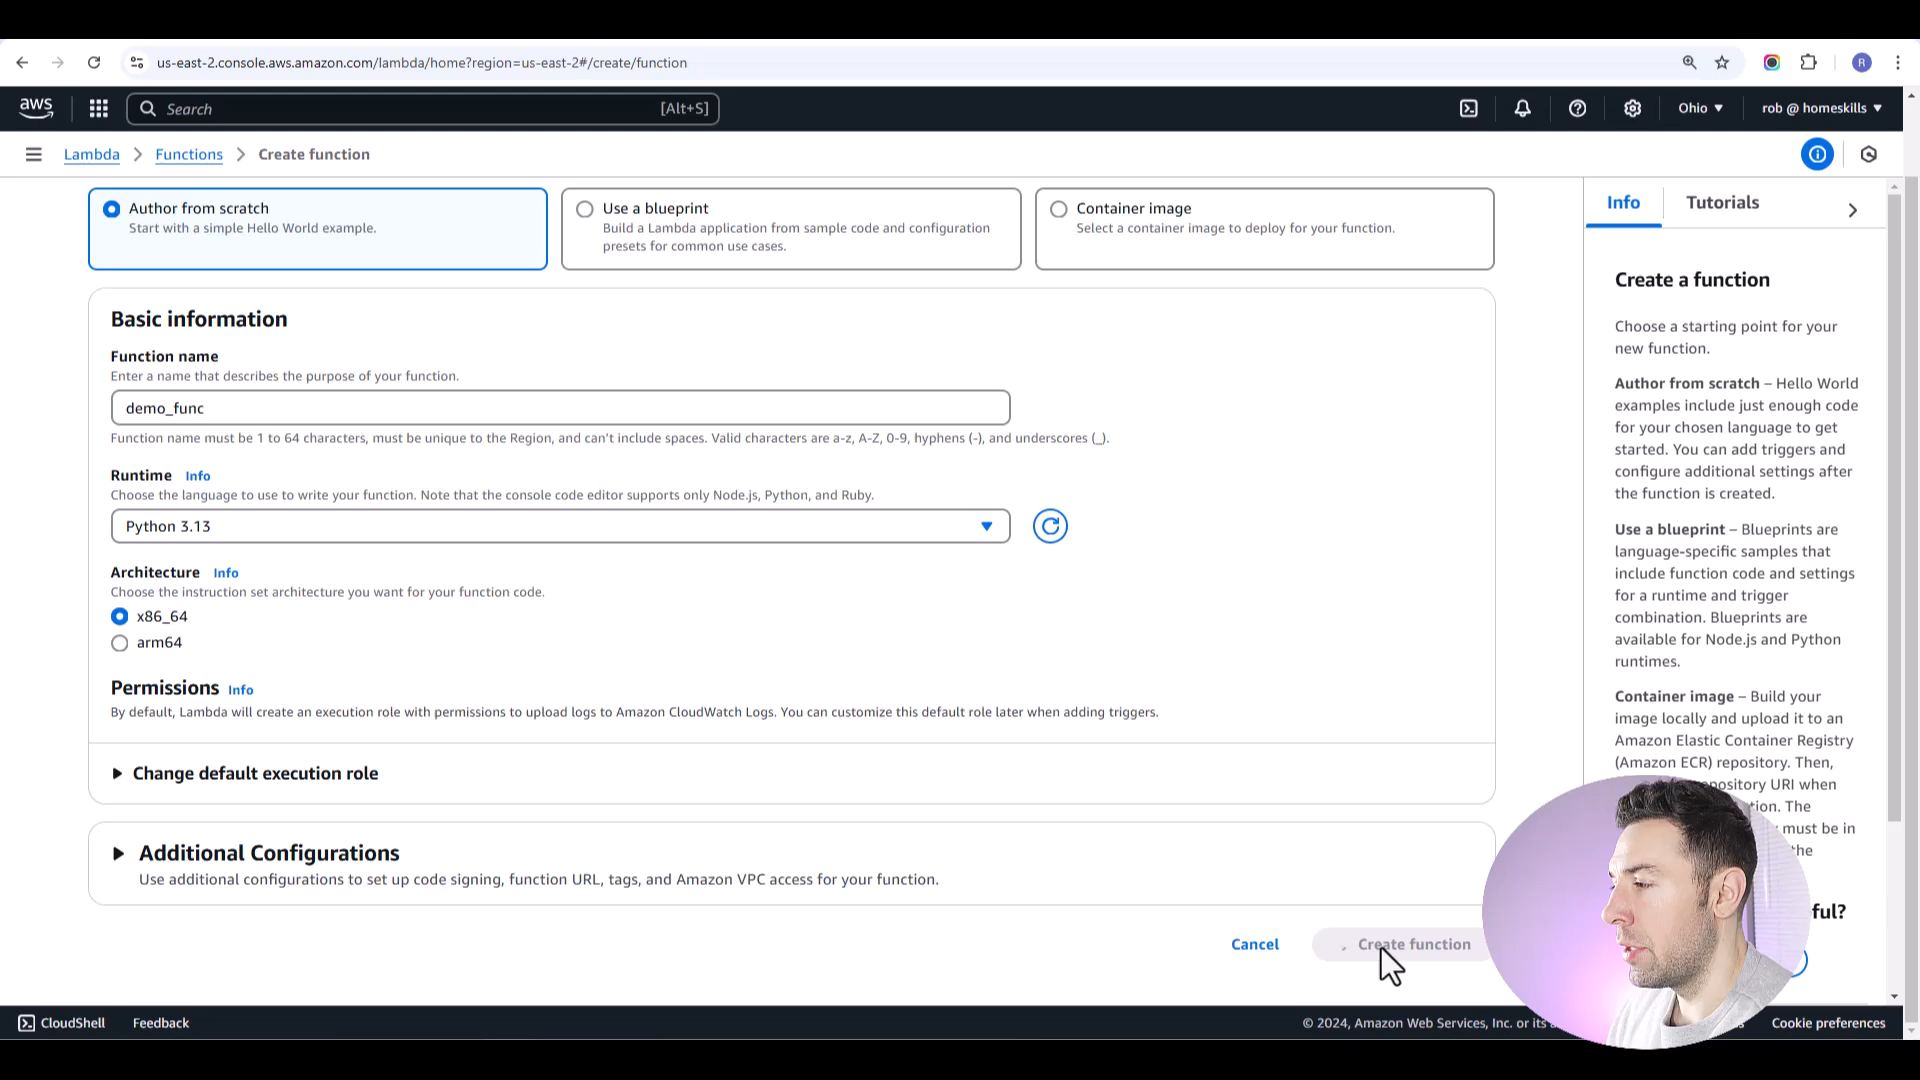 us-east-2.console.aws.amazon.com/lambda/home?region=us-east-2#/create/function
R
aws
Search
[Alt+S]
Ohio
rob @ homeskills
Lambda
Functions
Create function
Author from scratch
Start with a simple Hello World example.
Use a blueprint
Build a Lambda application from sample code and configuration
presets for common use cases.
Container image
Select a container image to deploy for your function.
Basic information
Function name
Enter a name that describes the purpose of your function.
demo_func
Function name must be 1 to 64 characters, must be unique to the Region, and can't include spaces. Valid characters are a-z, A-Z, 0-9, hyphens (-), and underscores (_).
Runtime Info
Choose the language to use to write your function. Note that the console code editor supports only Node.js, Python, and Ruby.
Python 3.13
Architecture Info
Choose the instruction set architecture you want for your function code.
x86_64
arm64
Permissions Info
By default, Lambda will create an execution role with permissions to upload logs to Amazon CloudWatch Logs. You can customize this default role later when adding triggers.
Change default execution role
Additional Configurations
Use additional configurations to set up code signing, function URL, tags, and Amazon VPC access for your function.
Cancel
Create function
Info
Tutorials
Create a function
Choose a starting point for your
new function.
Author from scratch – Hello World
examples include just enough code
for your chosen language to get
started. You can add triggers and
configure additional settings after
the function is created.
Use a blueprint – Blueprints are
language-specific samples that
include function code and settings
for a runtime and trigger
combination. Blueprints are
available for Node.js and Python
runtimes.
Container image – Build your
image locally and upload it to an
Amazon Elastic Container Registry
(Amazon ECR) repository. Then,
URI when
The
must be in
CloudShell
Feedback
© 2024, Amazon Web Services, Inc. or its
Cookie preferences